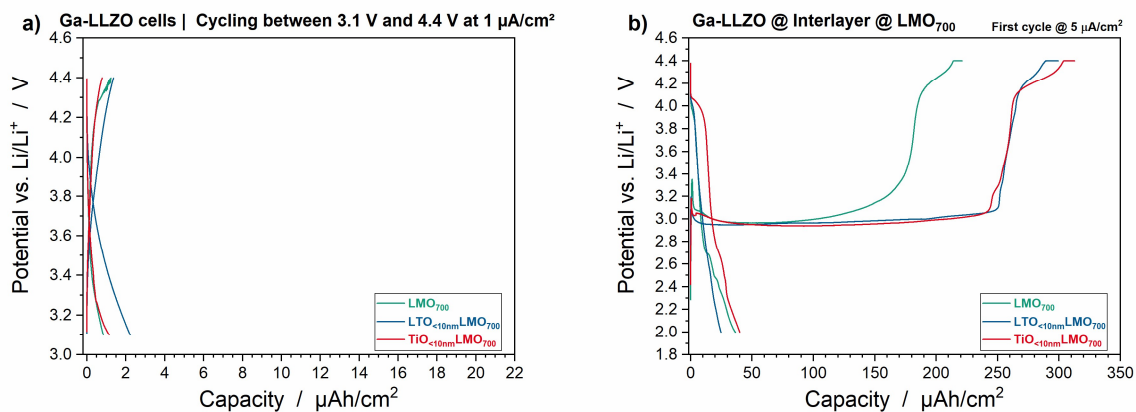 a) Ga-LLZO cells | Cycling between 3.1 V and 4.4 V at 1 µA/cm²
4.6
4.4
4.2
4.0
3.8
3.6
3.4
3.2
3.0
Potential vs. Li/Li⁺ / V
LMO₇₀₀
LTO<10nmLMO₇₀₀
TiO<10nmLMO₇₀₀
0 2 4 6 8 10 12 14 16 18 20 22
Capacity / µAh/cm²
b) Ga-LLZO @ Interlayer @ LMO₇₀₀ First cycle @ 5 µA/cm²
4.6
4.4
4.2
4.0
3.8
3.6
3.4
3.2
3.0
2.8
2.6
2.4
2.2
2.0
1.8
Potential vs. Li/Li⁺ / V
LMO₇₀₀
LTO<10nmLMO₇₀₀
TiO<10nmLMO₇₀₀
0 50 100 150 200 250 300 350
Capacity / µAh/cm²